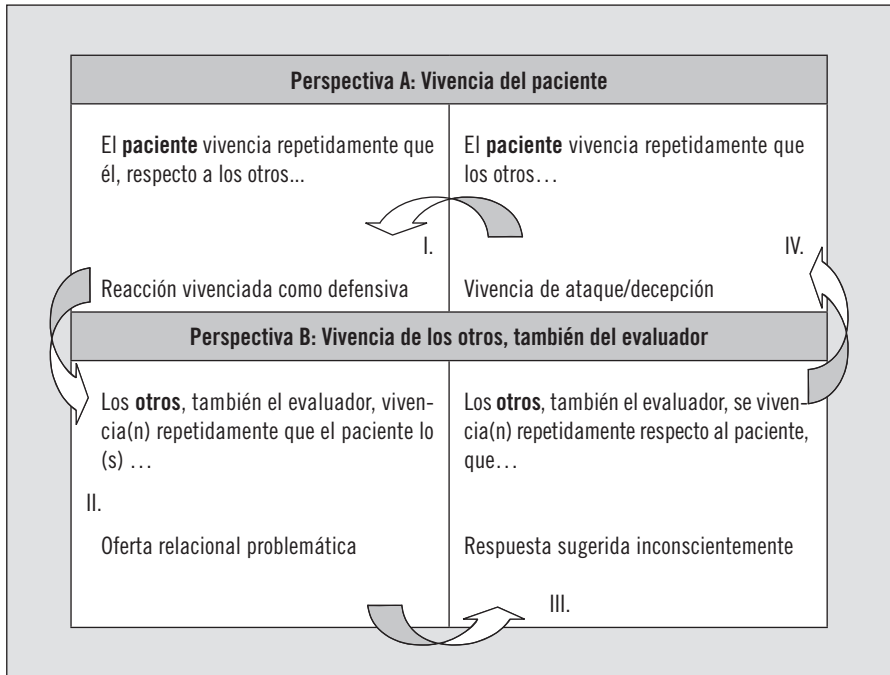 Perspectiva A: Vivencia del paciente
El paciente vivencia repetidamente que
él, respecto a los otros...
I.
Reacción vivenciada como defensiva
El paciente vivencia repetidamente que
los otros...
IV.
Vivencia de ataque/decepción
Perspectiva B: Vivencia de los otros, también del evaluador
Los otros, también el evaluador, viven-
cia(n) repetidamente que el paciente lo
(s) ...
II.
Oferta relacional problemática
Los otros, también el evaluador, se viven-
cia(n) repetidamente respecto al paciente,
que...
Respuesta sugerida inconscientemente
III.